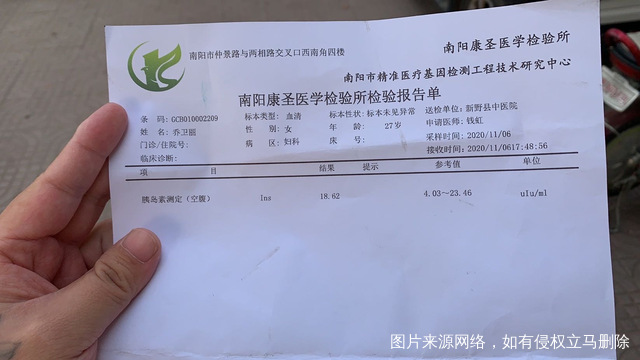 南阳市仲景路与两相路交叉口西南角四楼
南阳康圣医学检验所
南阳市精准医疗基因检测工程技术研究中心
南阳康圣医学检验所检验报告单
条 码: GCB010002209 标本类型: 血清 标本性状: 标本未见异常 送检单位: 新野县中医院
姓 名: 乔卫丽 性 别: 女 年 龄: 27岁 申请医师: 钱虹
门诊/住院号: 病 区: 妇科 床 号: 采样时间: 2020/11/06
临床诊断: 接收时间: 2020/11/0617:48:56
项 目 结果 提示 参考值 单位
胰岛素测定（空腹） Ins 18.62 4.03～23.46 uIu/ml
图片来源网络，如有侵权立马删除